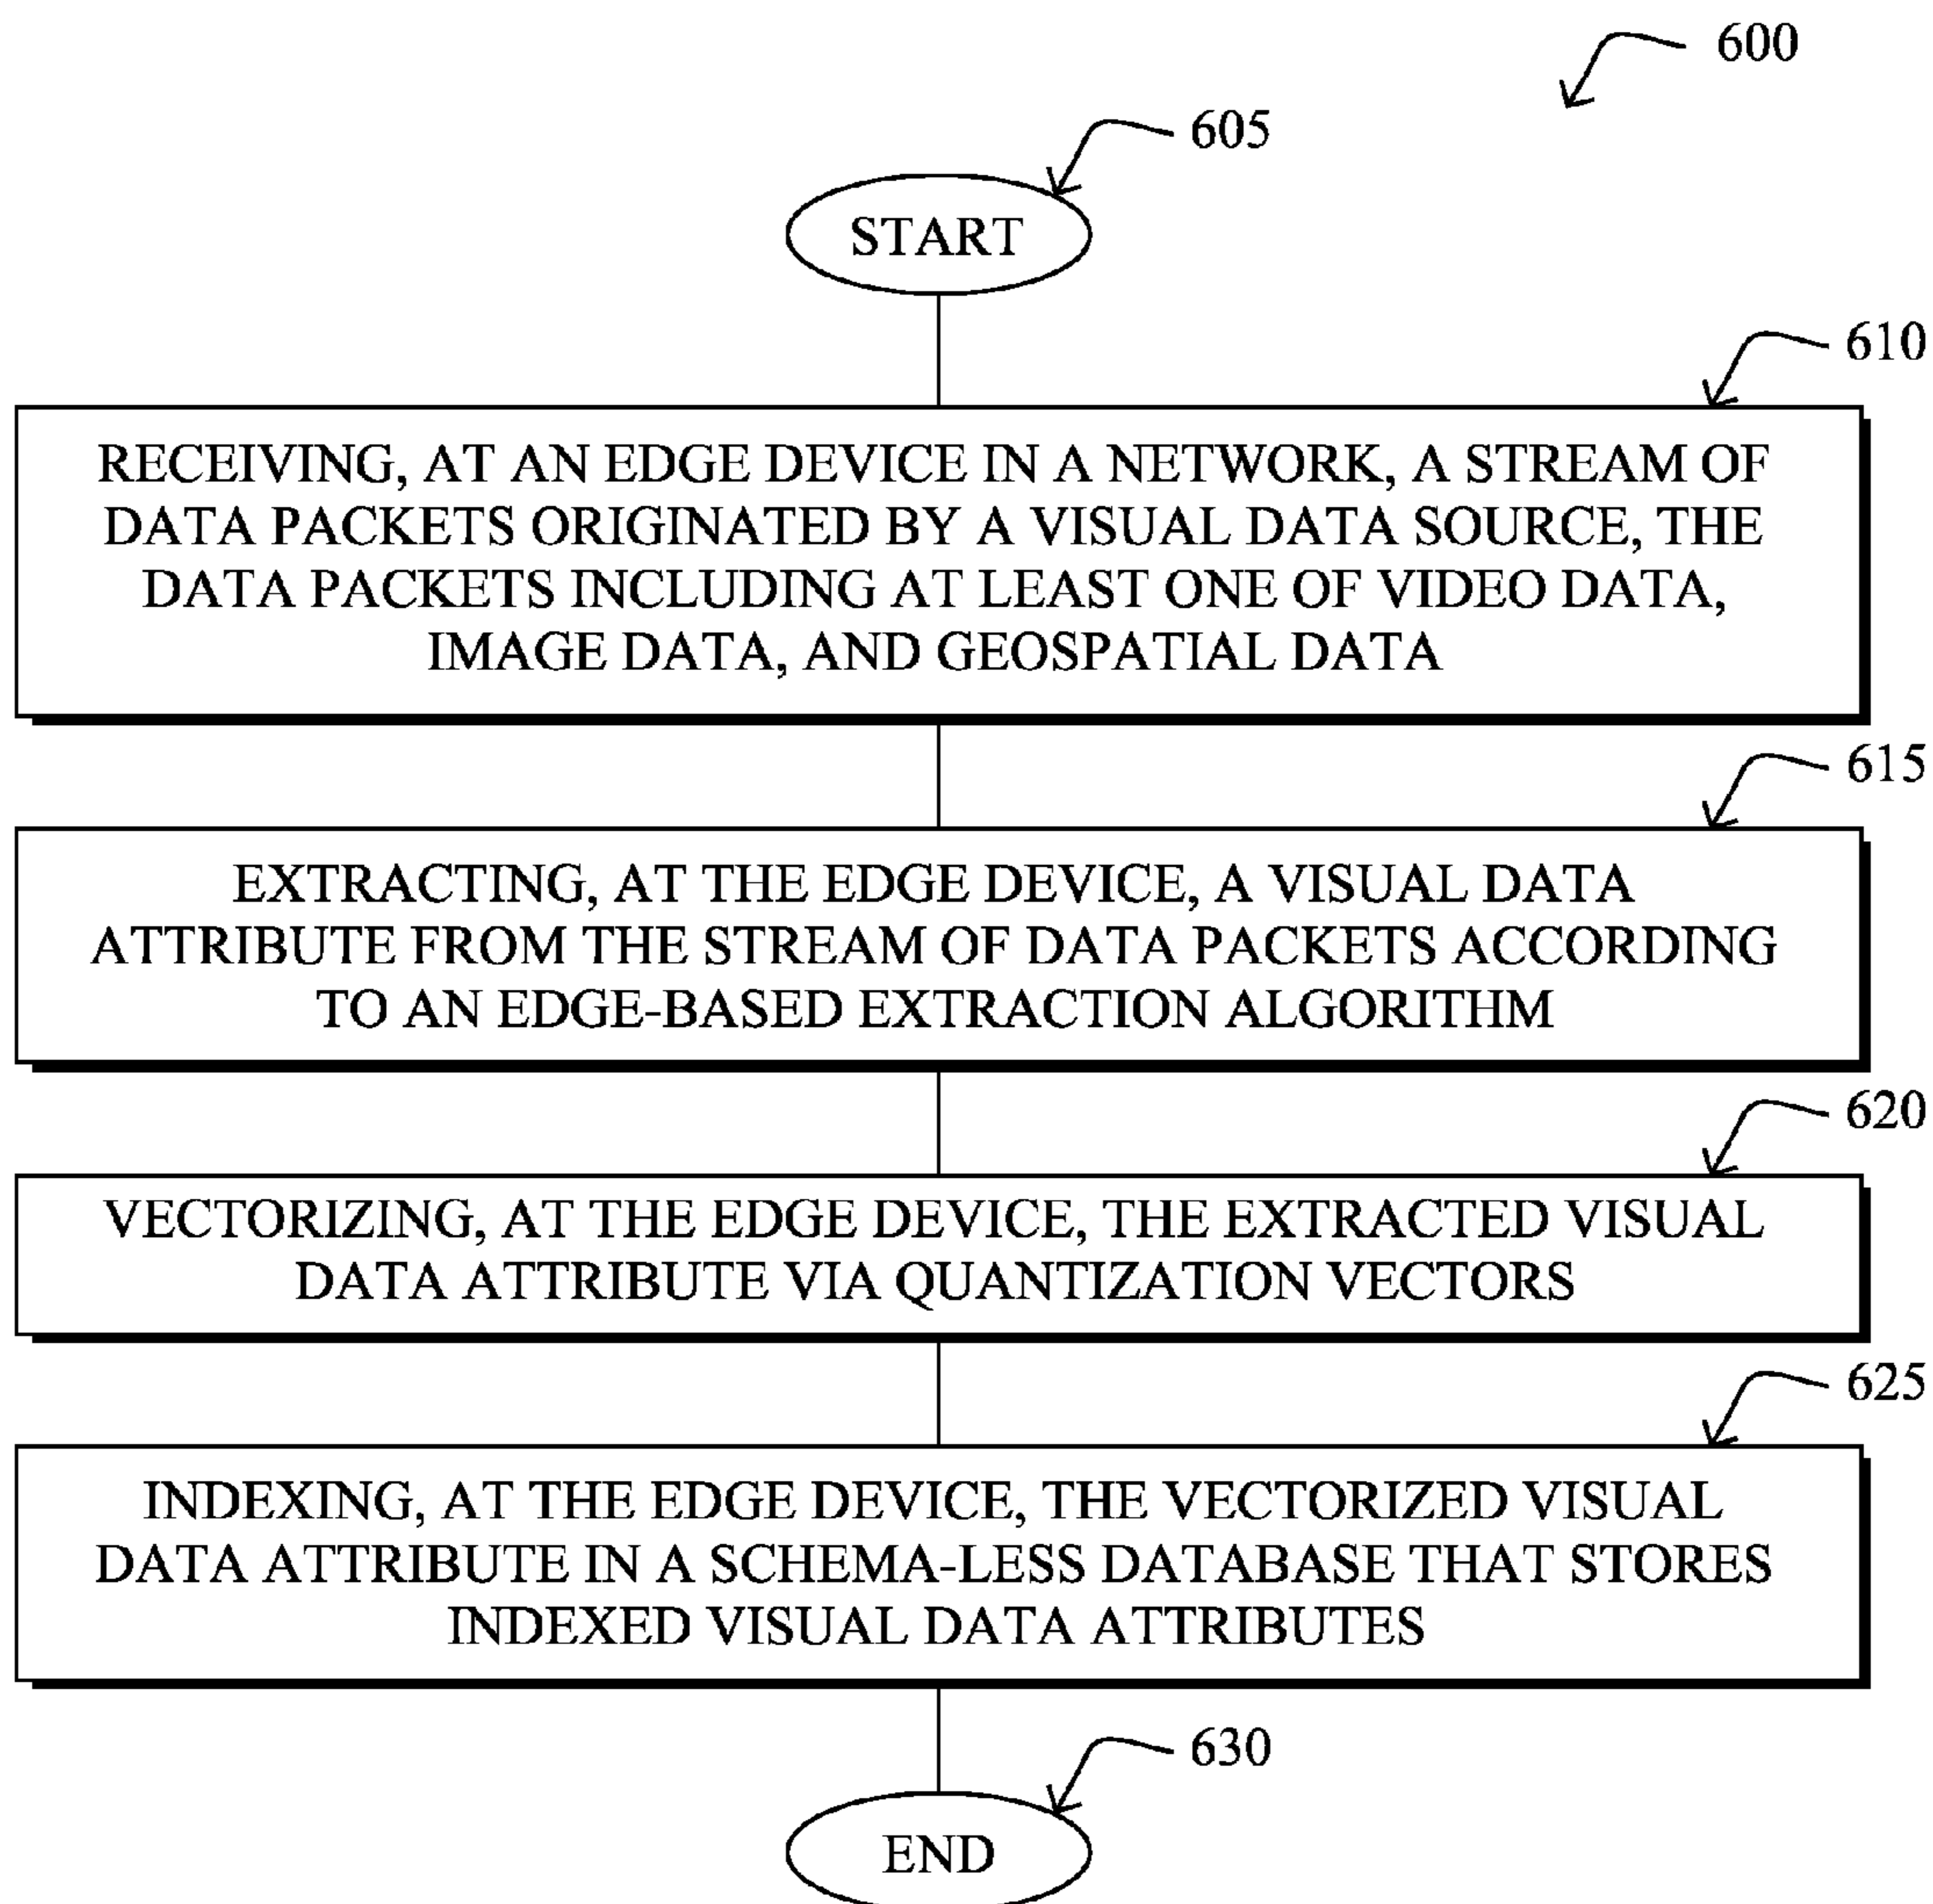 600
605
START
610
RECEIVING, AT AN EDGE DEVICE IN A NETWORK, A STREAM OF
DATA PACKETS ORIGINATED BY A VISUAL DATA SOURCE, THE
DATA PACKETS INCLUDING AT LEAST ONE OF VIDEO DATA,
IMAGE DATA, AND GEOSPATIAL DATA
615
EXTRACTING, AT THE EDGE DEVICE, A VISUAL DATA
ATTRIBUTE FROM THE STREAM OF DATA PACKETS ACCORDING
TO AN EDGE-BASED EXTRACTION ALGORITHM
620
VECTORIZING, AT THE EDGE DEVICE, THE EXTRACTED VISUAL
DATA ATTRIBUTE VIA QUANTIZATION VECTORS
625
INDEXING, AT THE EDGE DEVICE, THE VECTORIZED VISUAL
DATA ATTRIBUTE IN A SCHEMA-LESS DATABASE THAT STORES
INDEXED VISUAL DATA ATTRIBUTES
630
END